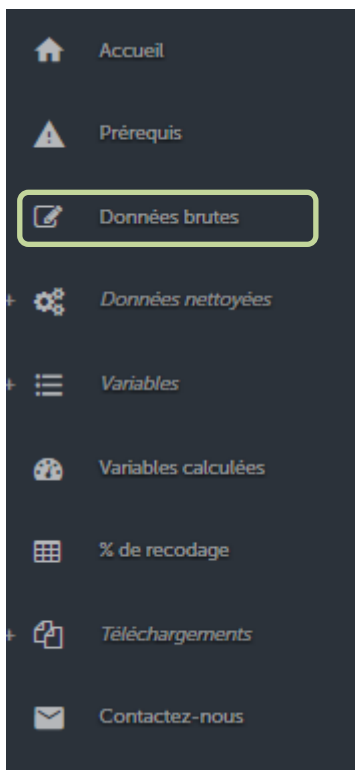 Accueil
Prérequis
Données brutes
+ Données nettoyées
+ Variables
Variables calculées
% de recodage
+ Téléchargements
Contactez-nous